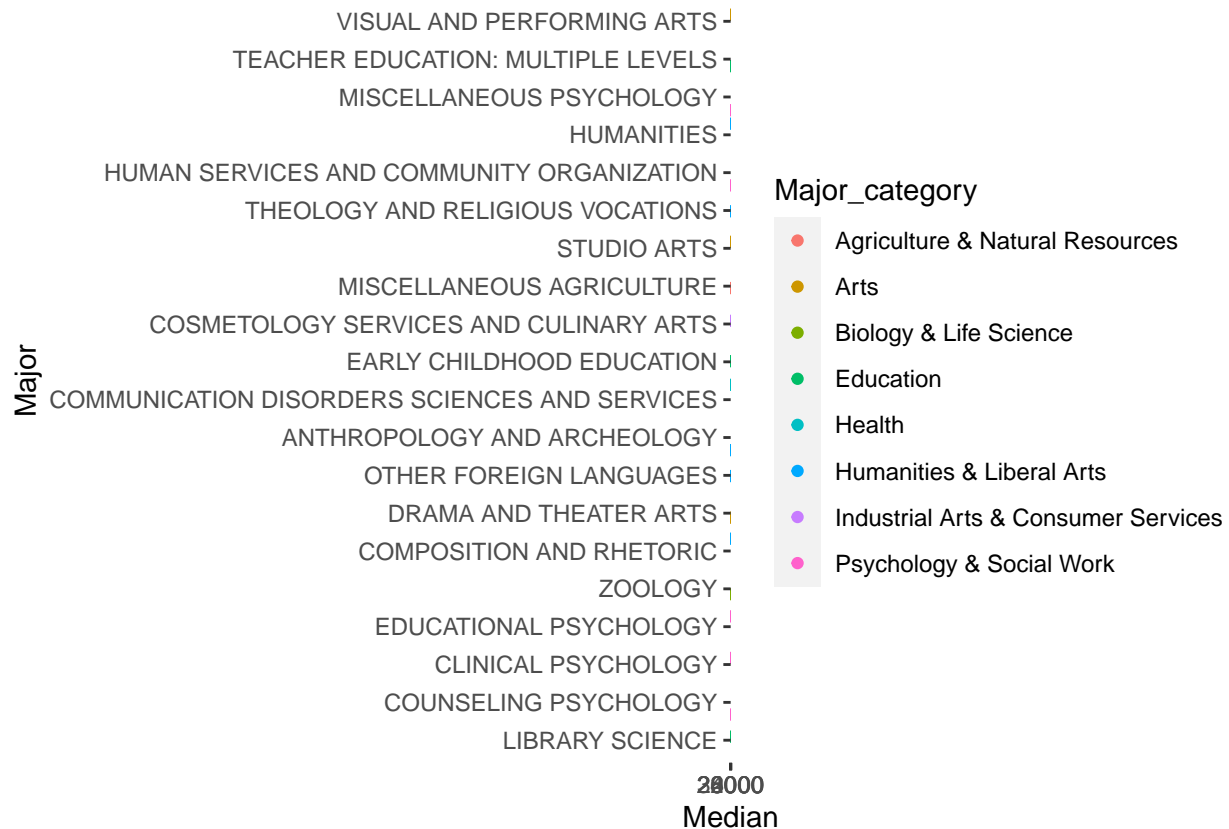 VISUAL AND PERFORMING ARTS
TEACHER EDUCATION: MULTIPLE LEVELS
MISCELLANEOUS PSYCHOLOGY
HUMANITIES
HUMAN SERVICES AND COMMUNITY ORGANIZATION
THEOLOGY AND RELIGIOUS VOCATIONS
STUDIO ARTS
MISCELLANEOUS AGRICULTURE
COSMETOLOGY SERVICES AND CULINARY ARTS
EARLY CHILDHOOD EDUCATION
COMMUNICATION DISORDERS SCIENCES AND SERVICES
ANTHROPOLOGY AND ARCHEOLOGY
OTHER FOREIGN LANGUAGES
DRAMA AND THEATER ARTS
COMPOSITION AND RHETORIC
ZOOLOGY
EDUCATIONAL PSYCHOLOGY
CLINICAL PSYCHOLOGY
COUNSELING PSYCHOLOGY
LIBRARY SCIENCE
Major
Median
Major_category
Agriculture & Natural Resources
Arts
Biology & Life Science
Education
Health
Humanities & Liberal Arts
Industrial Arts & Consumer Services
Psychology & Social Work